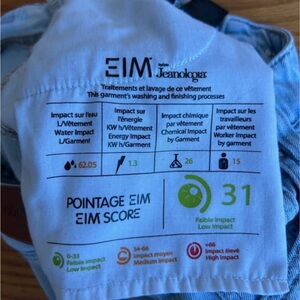 EIM Jeanologia
Traitements et lavage de ce vêtement
This garment's washing and finishing processes
Impact sur l'eau
L/Vêtement
Water Impact
L/Garment
62.05
Impact sur
l'énergie
KW h/Vêtement
Energy Impact
KW h/Garment
1.3
Impact chimique
par vêtement
Chemical Impact
by Garment
26
Impact sur les
travailleurs
par vêtement
Worker Impact
by garment
15
POINTAGE EIM
EIM SCORE
31
Faible impact
Low impact
0-33
Faible impact
Low impact
34-66
Impact moyen
Medium impact
+66
Impact élevé
High impact